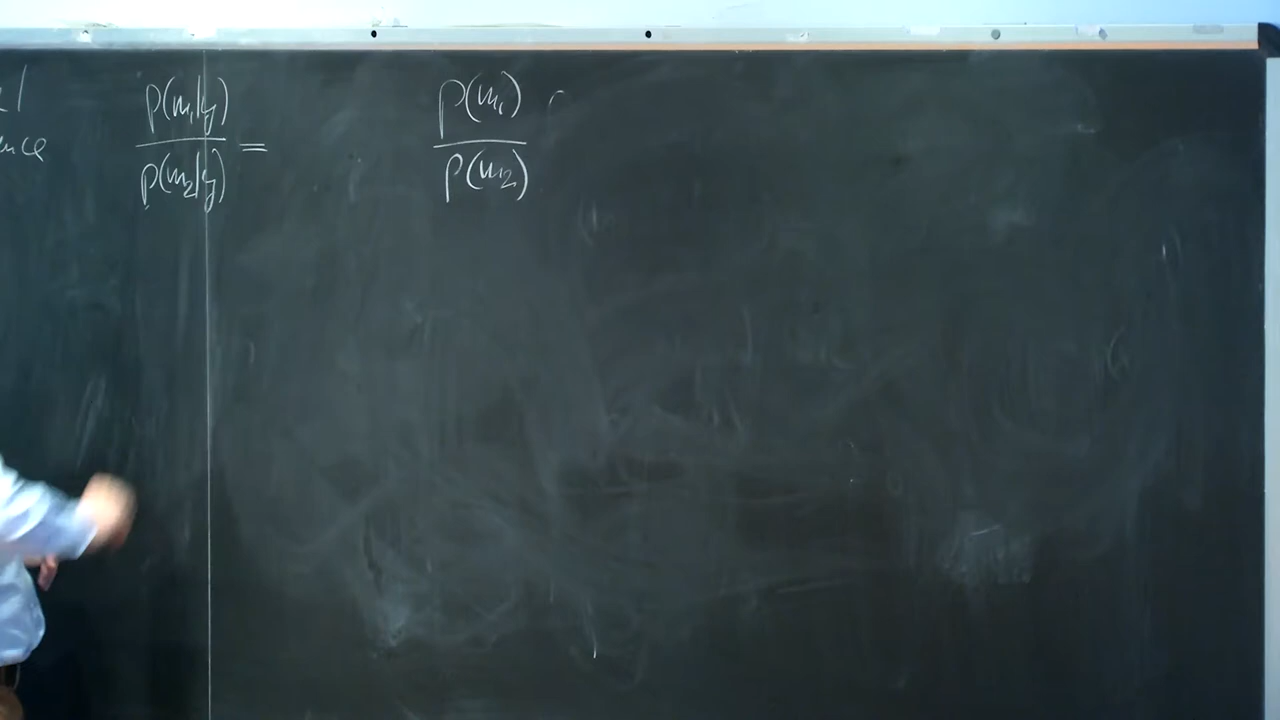 p(m₁|y) / p(m₂|y) = p(m₁) / p(m₂)